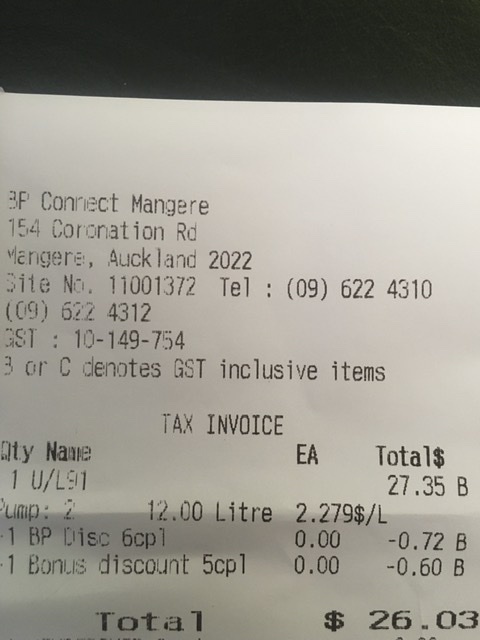 BP Connect Mangere
154 Coronation Rd
Mangere, Auckland 2022
Site No. 11001372 Tel : (09) 622 4310
(09) 622 4312
GST : 10-149-754
B or C denotes GST inclusive items
TAX INVOICE
Qty Name EA Total$
1 U/L91 27.35 B
Pump: 2 12.00 Litre 2.279$/L
-1 BP Disc 6cpl 0.00 -0.72 B
-1 Bonus discount 5cpl 0.00 -0.60 B
Total $ 26.03